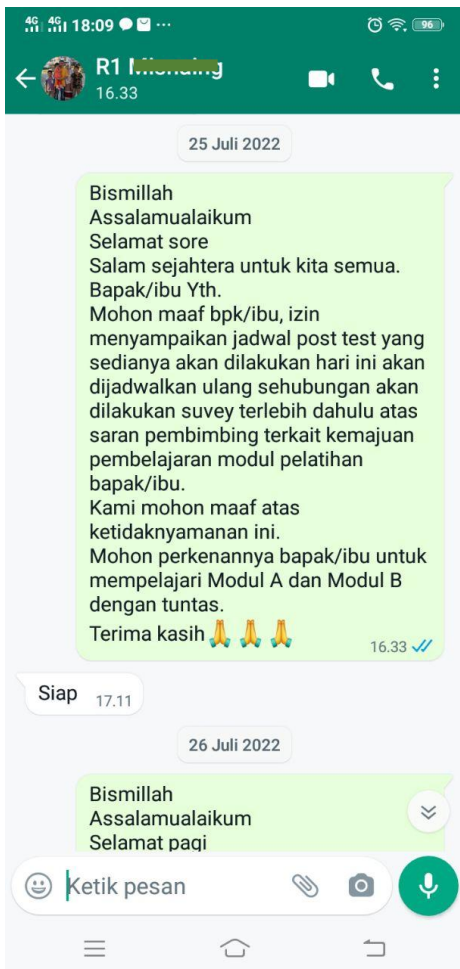 4G 4G 18:09 ... 96
R1
16.33
25 Juli 2022
Bismillah
Assalamualaikum
Selamat sore
Salam sejahtera untuk kita semua.
Bapak/ibu Yth.
Mohon maaf bpk/ibu, izin
menyampaikan jadwal post test yang
sedianya akan dilakukan hari ini akan
dijadwalkan ulang sehubungan akan
dilakukan suvey terlebih dahulu atas
saran pembimbing terkait kemajuan
pembelajaran modul pelatihan
bapak/ibu.
Kami mohon maaf atas
ketidaknyamanan ini.
Mohon perkenannya bapak/ibu untuk
mempelajari Modul A dan Modul B
dengan tuntas.
Terima kasih 🙏 🙏 🙏
16.33
Siap 17.11
26 Juli 2022
Bismillah
Assalamualaikum
Selamat pagi
Ketik pesan